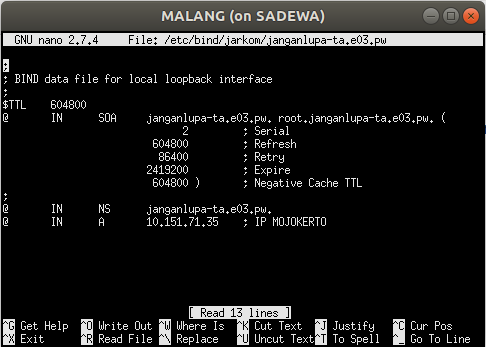 MALANG (on SADEWA)
GNU nano 2.7.4 File: /etc/bind/jarkom/janganlupa-ta.e03.pw
;
; BIND data file for local loopback interface
;
$TTL 604800
@ IN SOA janganlupa-ta.e03.pw. root.janganlupa-ta.e03.pw. (
2 ; Serial
604800 ; Refresh
86400 ; Retry
2419200 ; Expire
604800 ) ; Negative Cache TTL
;
@ IN NS janganlupa-ta.e03.pw.
@ IN A 10.151.71.35 ; IP MOJOKERTO
[ Read 13 lines ]
^G Get Help ^O Write Out ^W Where Is ^K Cut Text ^J Justify ^C Cur Pos
^X Exit ^R Read File ^\ Replace ^U Uncut Text ^T To Spell ^_ Go To Line